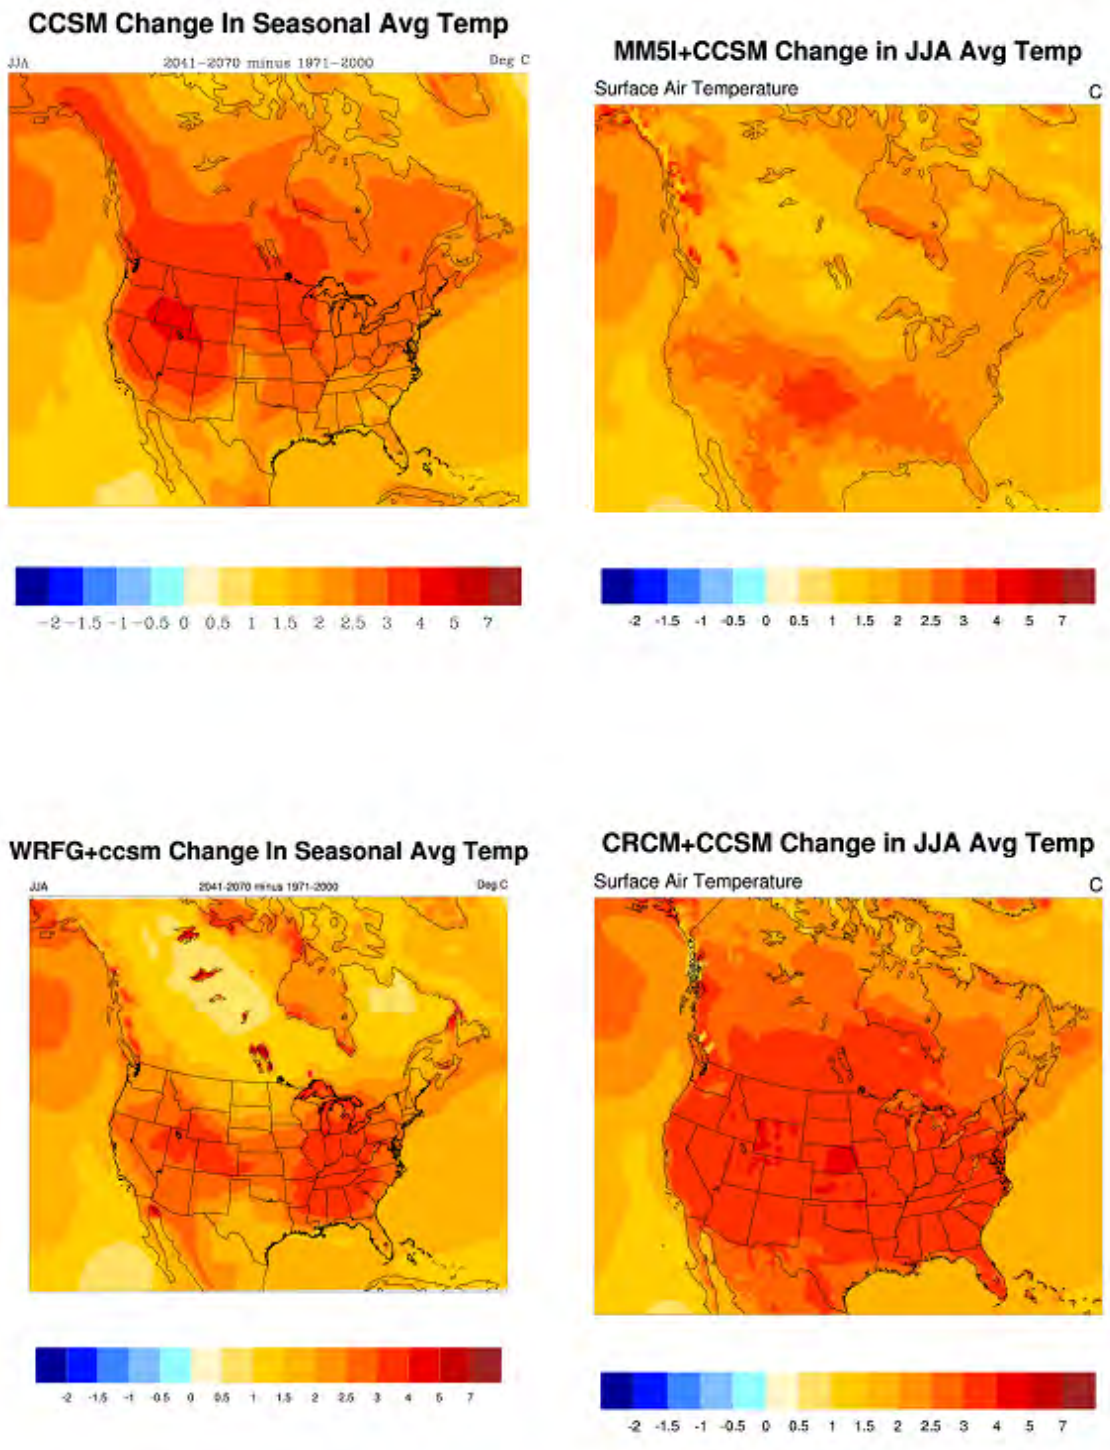 CCSM Change In Seasonal Avg Temp
JJA 2041-2070 minus 1971-2000 Deg C
-2 -1.5 -1 -0.5 0 0.5 1 1.5 2 2.5 3 4 5 7
MM5I+CCSM Change in JJA Avg Temp
Surface Air Temperature C
-2 -1.5 -1 -0.5 0 0.5 1 1.5 2 2.5 3 4 5 7
WRFG+ccsm Change In Seasonal Avg Temp
JJA 2041-2070 minus 1971-2000 Deg C
-2 -1.5 -1 -0.5 0 0.5 1 1.5 2 2.5 3 4 5 7
CRCM+CCSM Change in JJA Avg Temp
Surface Air Temperature C
-2 -1.5 -1 -0.5 0 0.5 1 1.5 2 2.5 3 4 5 7